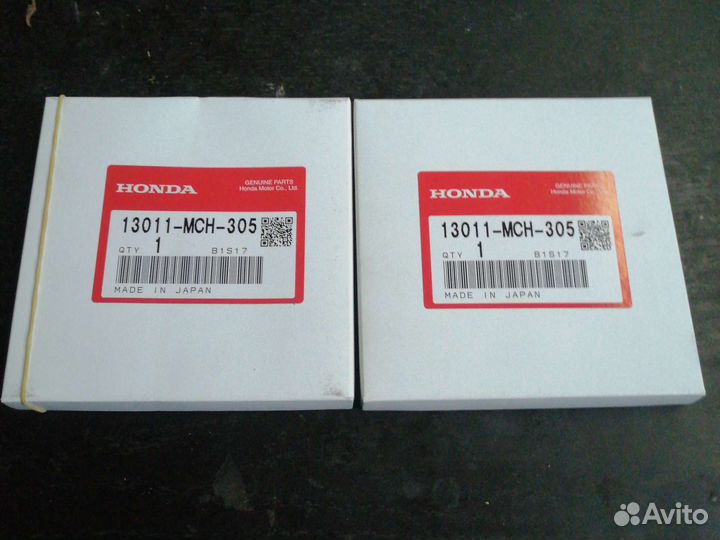 HONDA
GENUINE PARTS
Honda Motor Co., Ltd.
13011-MCH-305
QTY 1 B1S17
MADE IN JAPAN
HONDA
GENUINE PARTS
Honda Motor Co., Ltd.
13011-MCH-305
QTY 1 B1S17
MADE IN JAPAN
Avito